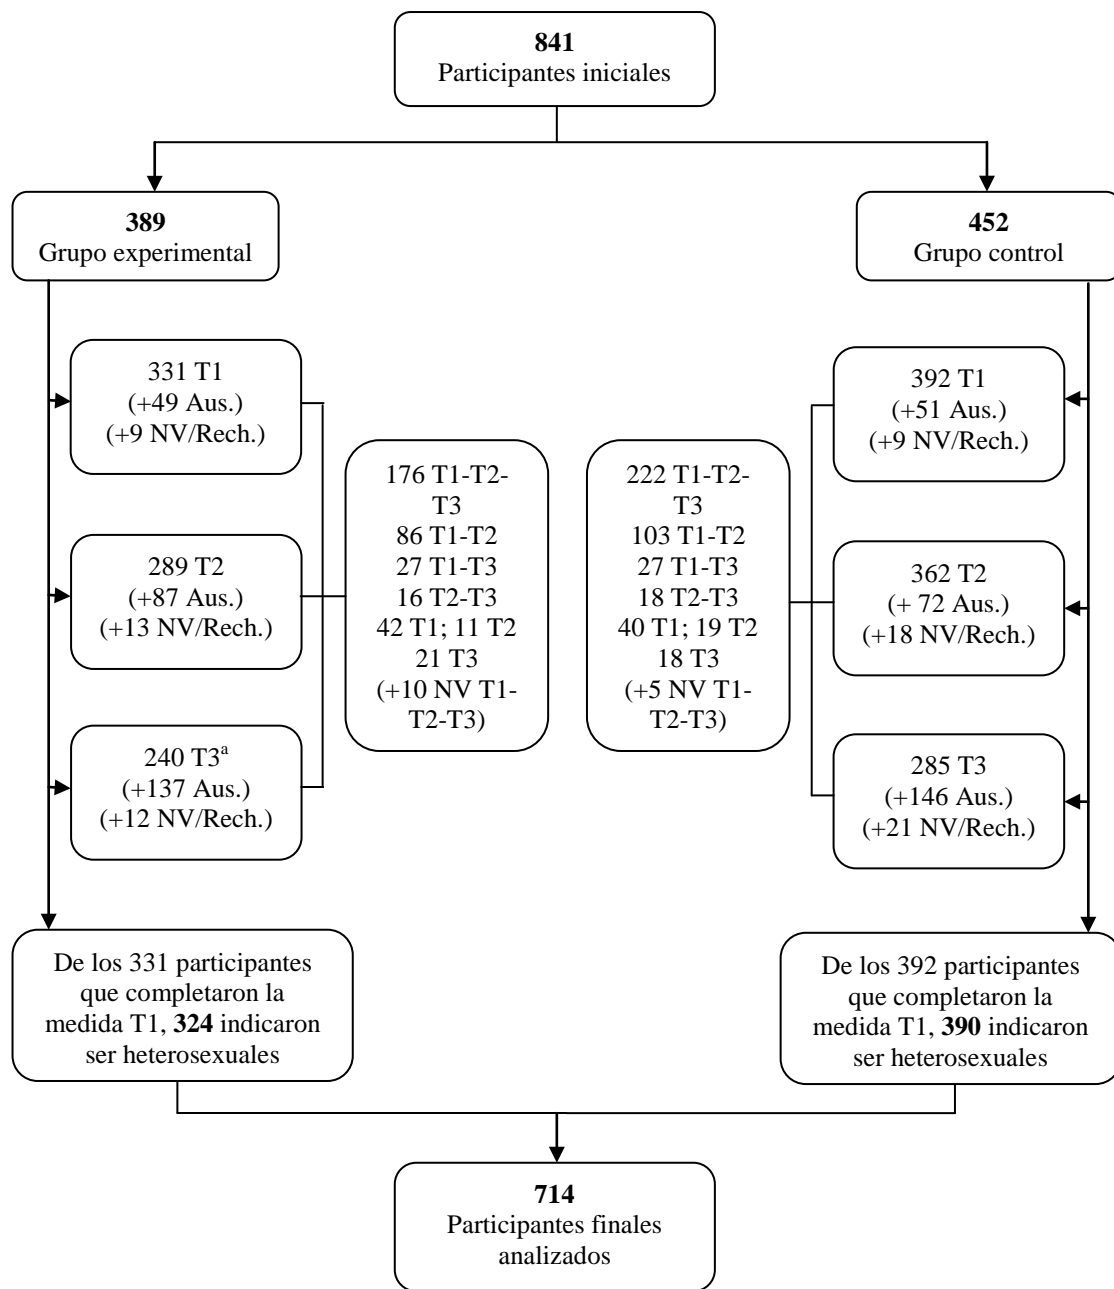 841
Participantes iniciales
389
Grupo experimental
452
Grupo control
331 T1
(+49 Aus.)
(+9 NV/Rech.)
289 T2
(+87 Aus.)
(+13 NV/Rech.)
240 T3ª
(+137 Aus.)
(+12 NV/Rech.)
176 T1-T2-
T3
86 T1-T2
27 T1-T3
16 T2-T3
42 T1; 11 T2
21 T3
(+10 NV T1-
T2-T3)
222 T1-T2-
T3
103 T1-T2
27 T1-T3
18 T2-T3
40 T1; 19 T2
18 T3
(+5 NV T1-
T2-T3)
392 T1
(+51 Aus.)
(+9 NV/Rech.)
362 T2
(+ 72 Aus.)
(+18 NV/Rech.)
285 T3
(+146 Aus.)
(+21 NV/Rech.)
De los 331 participantes
que completaron la
medida T1, 324 indicaron
ser heterosexuales
De los 392 participantes
que completaron la
medida T1, 390 indicaron
ser heterosexuales
714
Participantes finales
analizados